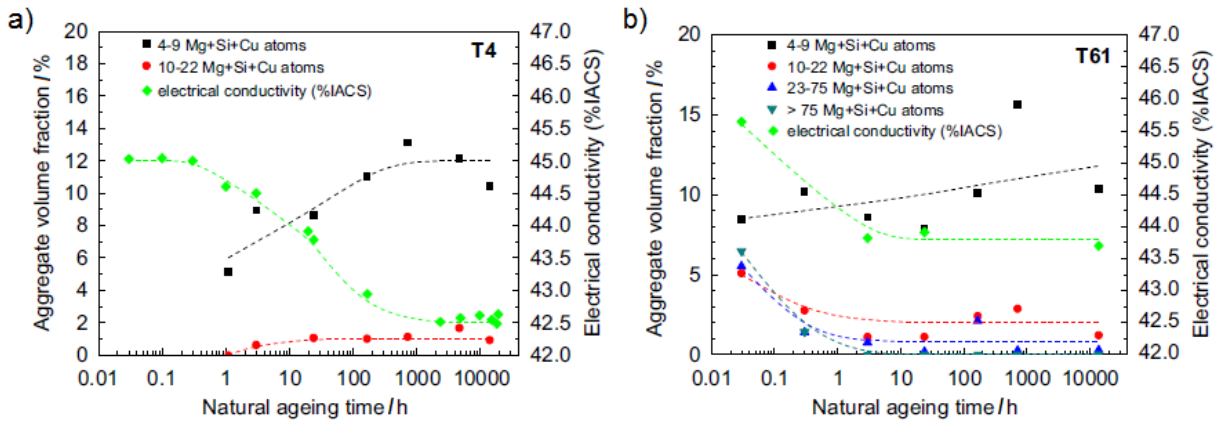 a)
20
18
16
14
12
10
8
6
4
2
0
Aggregate volume fraction / %
4-9 Mg+Si+Cu atoms
10-22 Mg+Si+Cu atoms
electrical conductivity (%IACS)
T4
47.0
46.5
46.0
45.5
45.0
44.5
44.0
43.5
43.0
42.5
42.0
Electrical conductivity (%IACS)
0.01 0.1 1 10 100 1000 10000
Natural ageing time / h
b)
20
15
10
5
0
Aggregate volume fraction / %
4-9 Mg+Si+Cu atoms
10-22 Mg+Si+Cu atoms
23-75 Mg+Si+Cu atoms
> 75 Mg+Si+Cu atoms
electrical conductivity (%IACS)
T61
47.0
46.5
46.0
45.5
45.0
44.5
44.0
43.5
43.0
42.5
42.0
Electrical conductivity (%IACS)
0.01 0.1 1 10 100 1000 10000
Natural ageing time / h